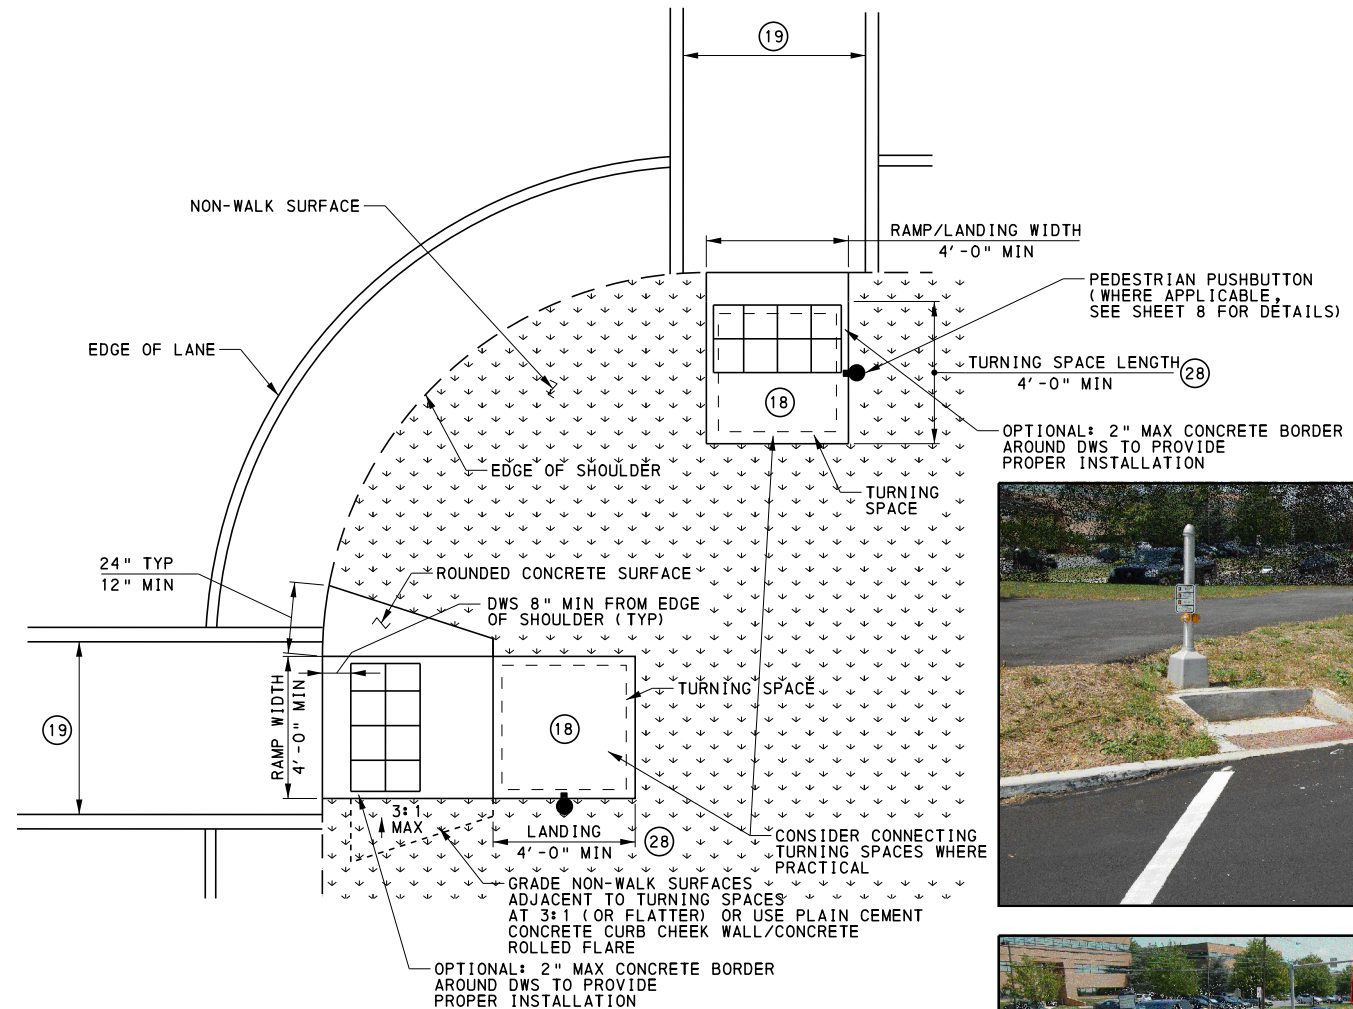 19
NON-WALK SURFACE
RAMP/LANDING WIDTH
4'-0" MIN
PEDESTRIAN PUSHBUTTON
(WHERE APPLICABLE,
SEE SHEET 8 FOR DETAILS)
EDGE OF LANE
TURNING SPACE LENGTH
4'-0" MIN
28
18
OPTIONAL: 2" MAX CONCRETE BORDER
AROUND DWS TO PROVIDE
PROPER INSTALLATION
EDGE OF SHOULDER
TURNING
SPACE
24" TYP
12" MIN
ROUNDED CONCRETE SURFACE
DWS 8" MIN FROM EDGE
OF SHOULDER (TYP)
RAMP WIDTH
4'-0" MIN
TURNING SPACE
19
18
3:1
MAX
LANDING
4'-0" MIN
28
CONSIDER CONNECTING
TURNING SPACES WHERE
PRACTICAL
GRADE NON-WALK SURFACES
ADJACENT TO TURNING SPACES
AT 3:1 (OR FLATTER) OR USE PLAIN CEMENT
CONCRETE CURB CHEEK WALL/CONCRETE
ROLLED FLARE
OPTIONAL: 2" MAX CONCRETE BORDER
AROUND DWS TO PROVIDE
PROPER INSTALLATION